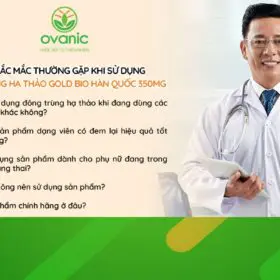 ovanic
ẮC MẮC THƯỜNG GẶP KHI SỬ DỤNG
NG HẠ THẢO GOLD BIO HÀN QUỐC 350MG
dụng đông trùng hạ thảo khi đang dùng các
khác không?
ản phẩm dạng viên có đem lại hiệu quả tốt
g?
ụng sản phẩm dành cho phụ nữ đang trong
ng thai?
ông nên sử dụng sản phẩm?
hẩm chính hãng ở đâu?